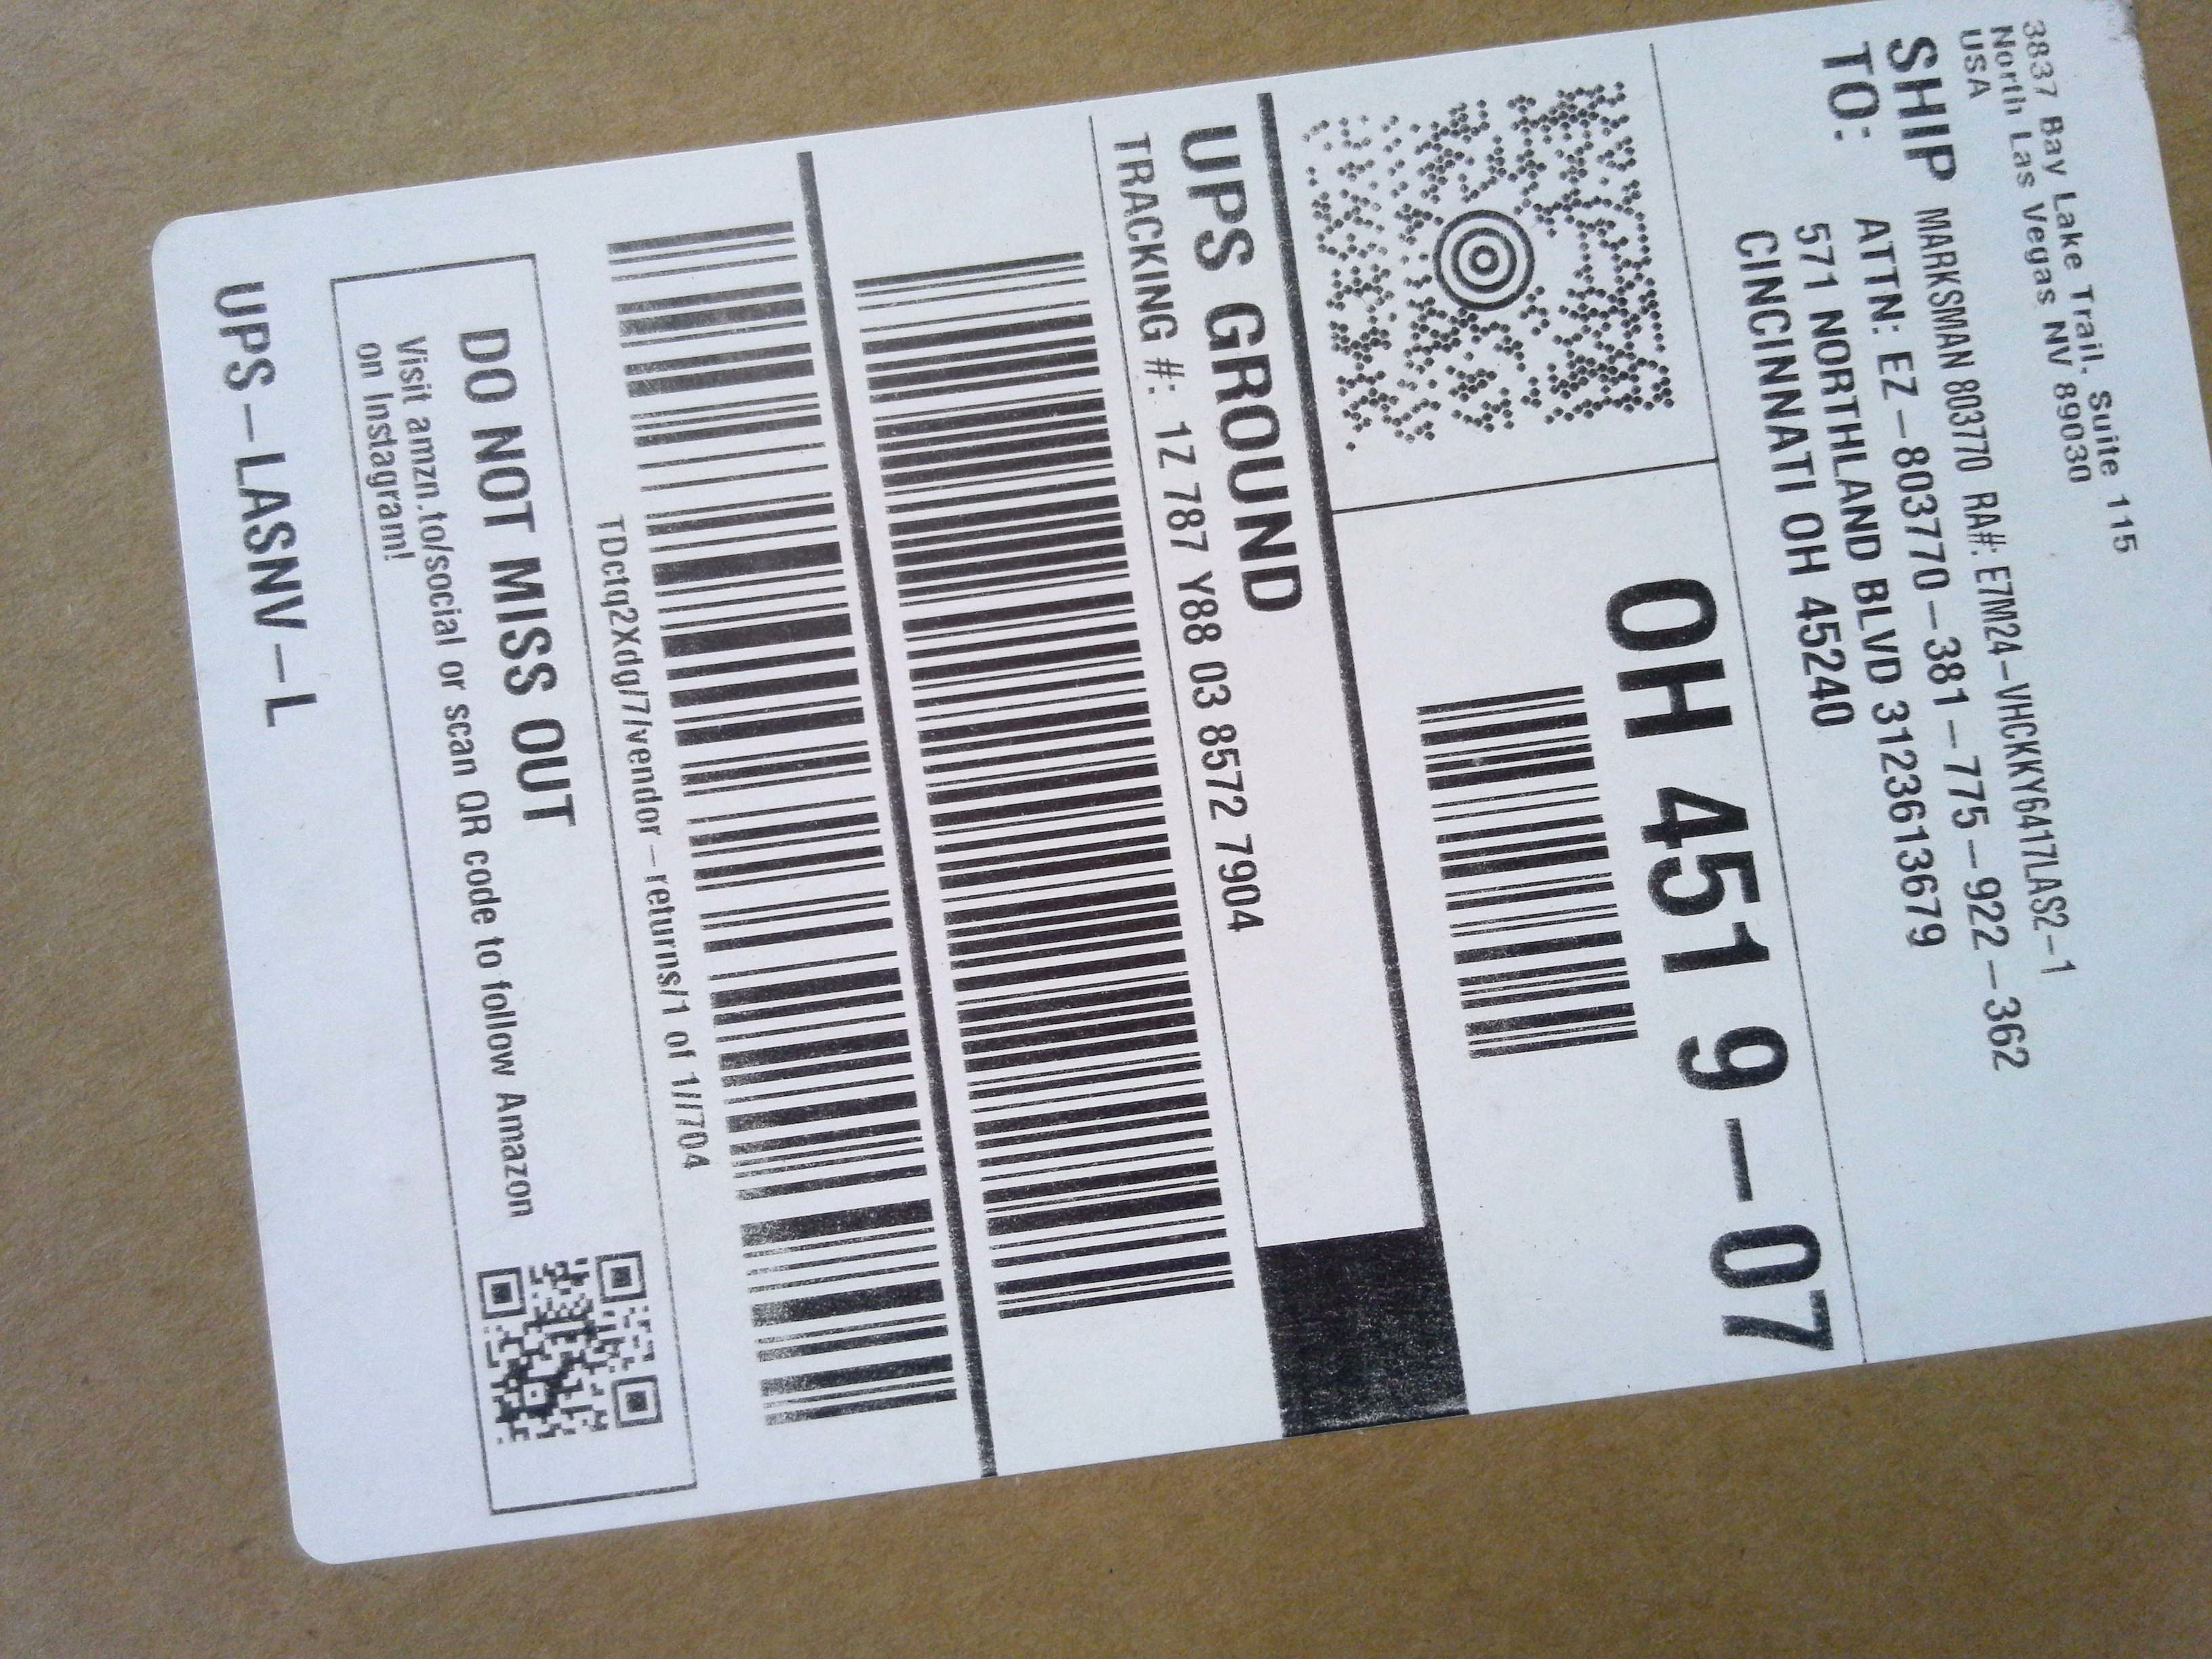 3837 Bay Lake Trail, Suite 115
North Las Vegas NV 89030
USA
SHIP
TO:
MARKSMAN 803770 RA#: E7M24-VHCKKY6417LAS2-1
ATTN: EZ-803770-381-775-922-362
571 NORTHLAND BLVD 3123613679
CINCINNATI OH 45240
OH 451 9-07
UPS GROUND
TRACKING #: 1Z 787 Y88 03 8572 7904
TDctq2Xdg/7/vendor-returns/1 of 1//704
DO NOT MISS OUT
Visit amzn.to/social or scan QR code to follow Amazon
on Instagram!
UPS-LASNV-L